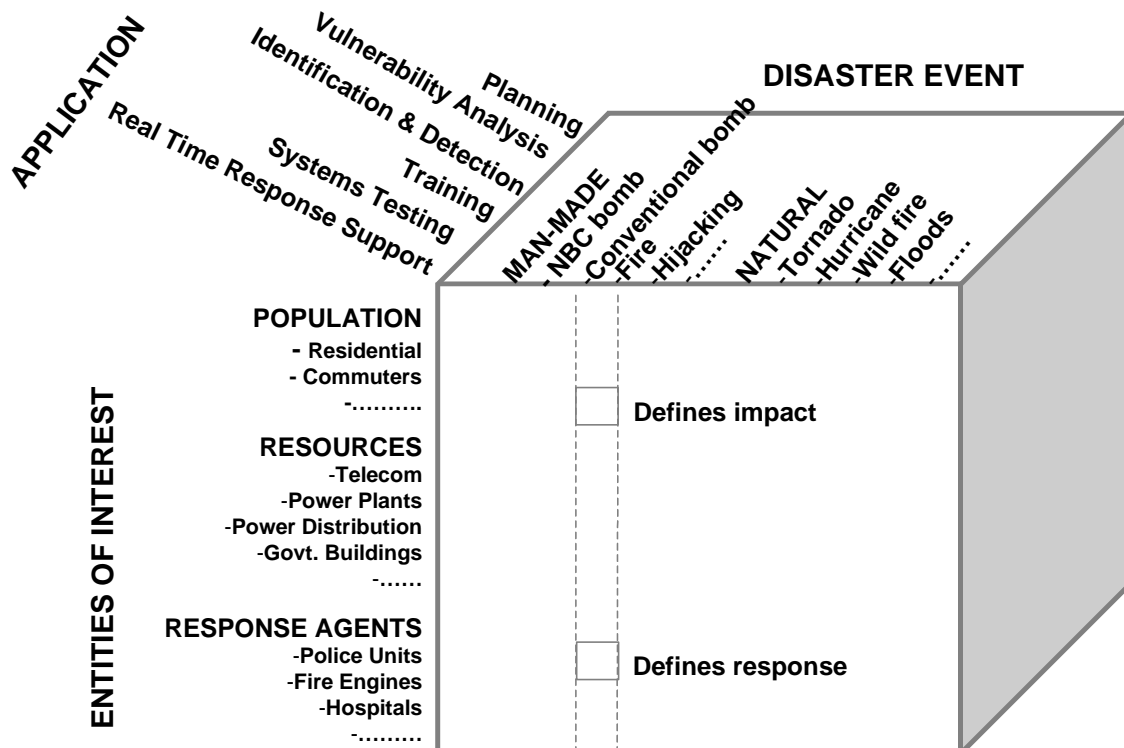 APPLICATION
Planning
Vulnerability Analysis
Identification & Detection
Training
Systems Testing
Real Time Response Support
DISASTER EVENT
MAN-MADE
- NBC bomb
-Conventional bomb
-Fire
-Hijacking
-......
NATURAL
-Tornado
-Hurricane
-Wild fire
-Floods
-......
ENTITIES OF INTEREST
POPULATION
- Residential
- Commuters
-..........
Defines impact
RESOURCES
-Telecom
-Power Plants
-Power Distribution
-Govt. Buildings
-......
RESPONSE AGENTS
-Police Units
-Fire Engines
-Hospitals
-.........
Defines response